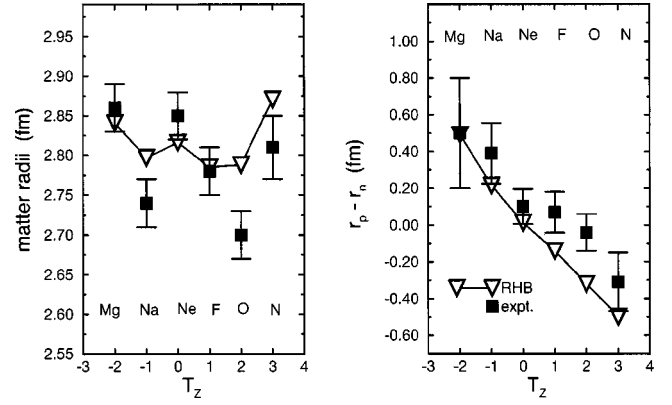 2.95
2.90
2.85
2.80
2.75
2.70
2.65
2.60
2.55
matter radii (fm)
Mg Na Ne F O N
-3 -2 -1 0 1 2 3 4
T_Z
1.00
0.80
0.60
0.40
0.20
0.00
-0.20
-0.40
-0.60
r_p - r_n (fm)
Mg Na Ne F O N
RHB
expt.
-3 -2 -1 0 1 2 3 4
T_Z